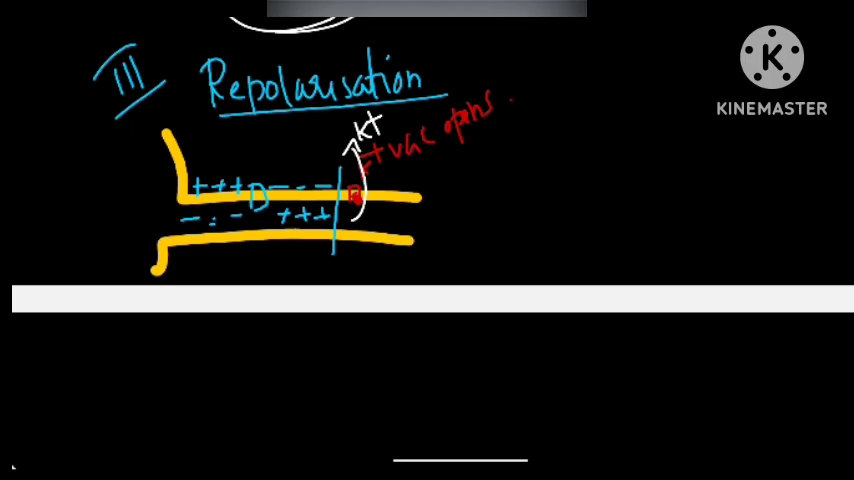 III Repolarisation
K+
K+ VGC opens.
+ + + D - - -
- - - + + +
K
KINEMASTER